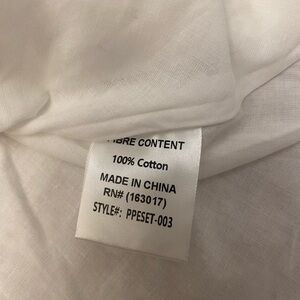 FIBRE CONTENT
100% Cotton
MADE IN CHINA
RN# (163017)
STYLE#: PPESET-003